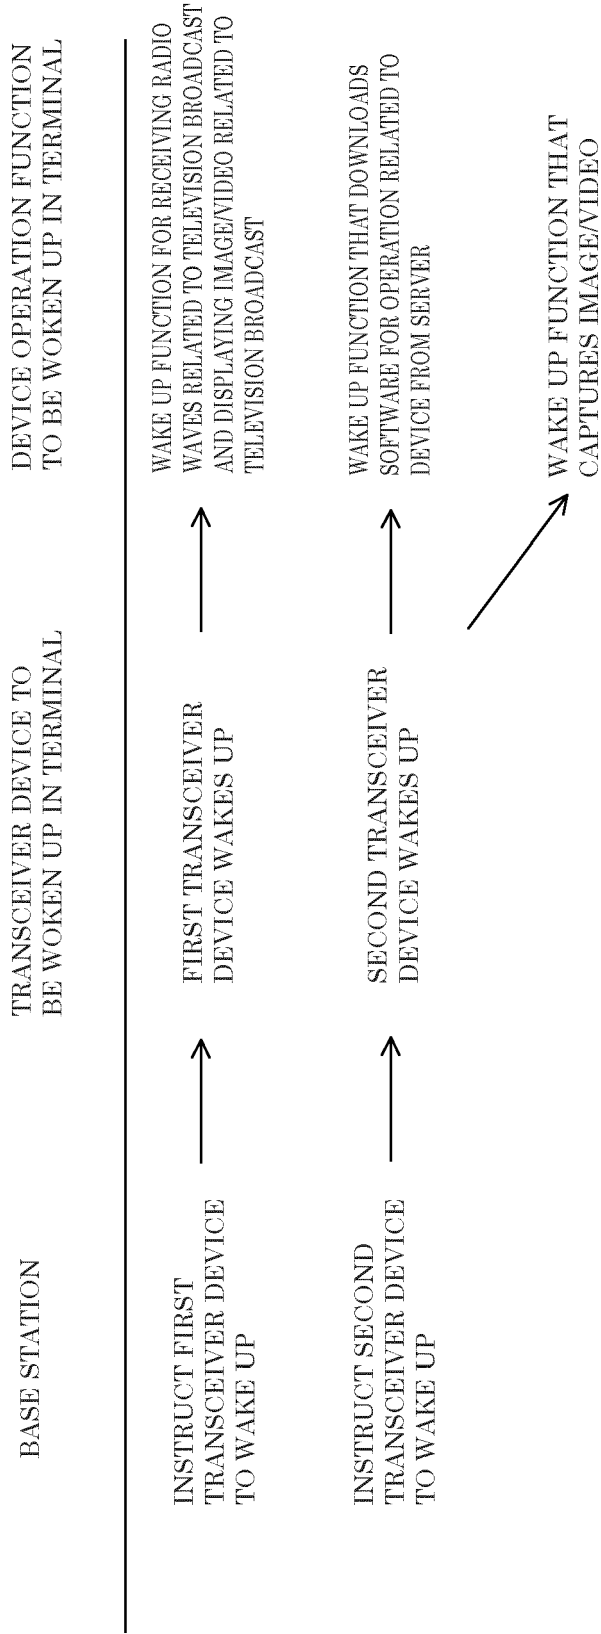 BASE STATION
TRANSCEIVER DEVICE TO
BE WOKEN UP IN TERMINAL
DEVICE OPERATION FUNCTION
TO BE WOKEN UP IN TERMINAL
INSTRUCT FIRST
TRANSCEIVER DEVICE
TO WAKE UP
FIRST TRANSCEIVER
DEVICE WAKES UP
WAKE UP FUNCTION FOR RECEIVING RADIO
WAVES RELATED TO TELEVISION BROADCAST
AND DISPLAYING IMAGE/VIDEO RELATED TO
TELEVISION BROADCAST
INSTRUCT SECOND
TRANSCEIVER DEVICE
TO WAKE UP
SECOND TRANSCEIVER
DEVICE WAKES UP
WAKE UP FUNCTION THAT DOWNLOADS
SOFTWARE FOR OPERATION RELATED TO
DEVICE FROM SERVER
WAKE UP FUNCTION THAT
CAPTURES IMAGE/VIDEO